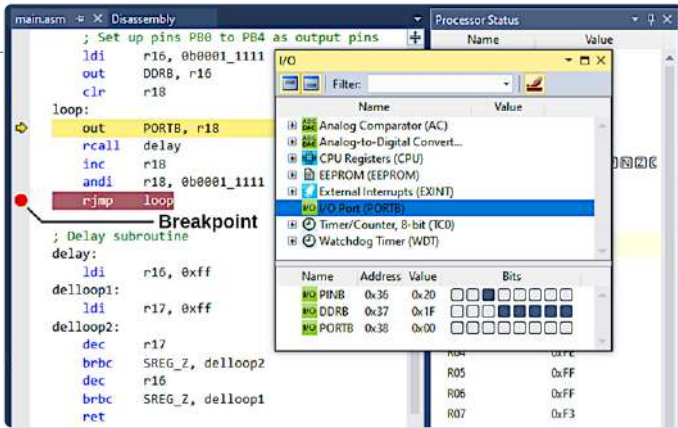 main.asm
Disassembly
; Set up pins PB0 to PB4 as output pins
ldi r16, 0b0001_1111
out DDRB, r16
clr r18
loop:
out PORTB, r18
rcall delay
inc r18
andi r18, 0b0001_1111
rjmp loop
Breakpoint
; Delay subroutine
delay:
ldi r16, 0xff
delloop1:
ldi r17, 0xff
delloop2:
dec r17
brbc SREG_Z, delloop2
dec r16
brbc SREG_Z, delloop1
ret
I/O
Filter:
Name Value
Analog Comparator (AC)
Analog-to-Digital Convert...
CPU Registers (CPU)
EEPROM (EEPROM)
External Interrupts (EXINT)
I/O Port (PORTB)
Timer/Counter, 8-bit (TC0)
Watchdog Timer (WDT)
Name Address Value Bits
I/O PINB 0x36 0x20
I/O DDRB 0x37 0x1F
I/O PORTB 0x38 0x00
Processor Status
Name Value
N Z C
R04 0xFE
R05 0xFF
R06 0xFF
R07 0xF3